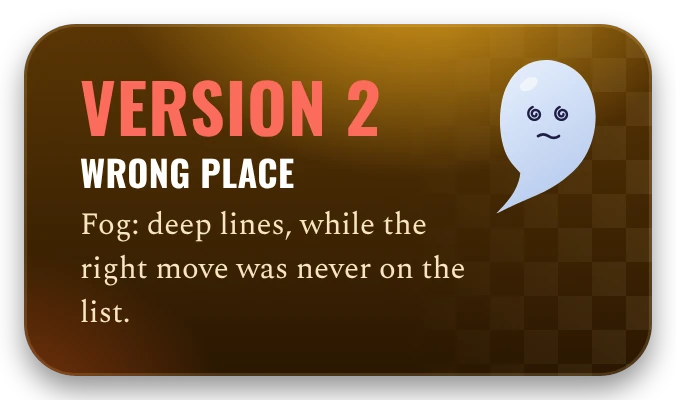 VERSION 2
WRONG PLACE
Fog: deep lines, while the
right move was never on the
list.